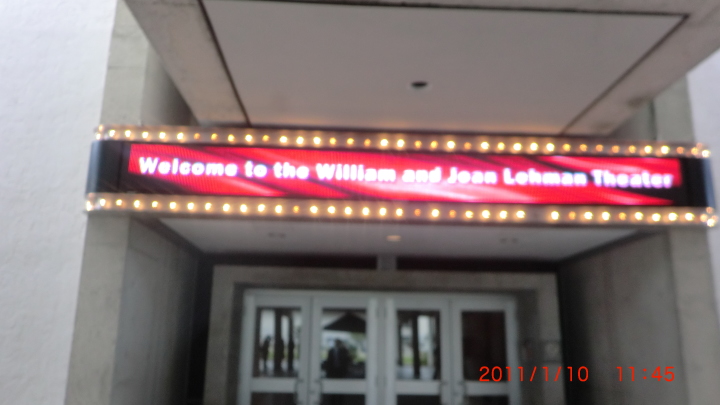 Welcome to the William and Joan Lehman Theater
2011/1/10 11:45